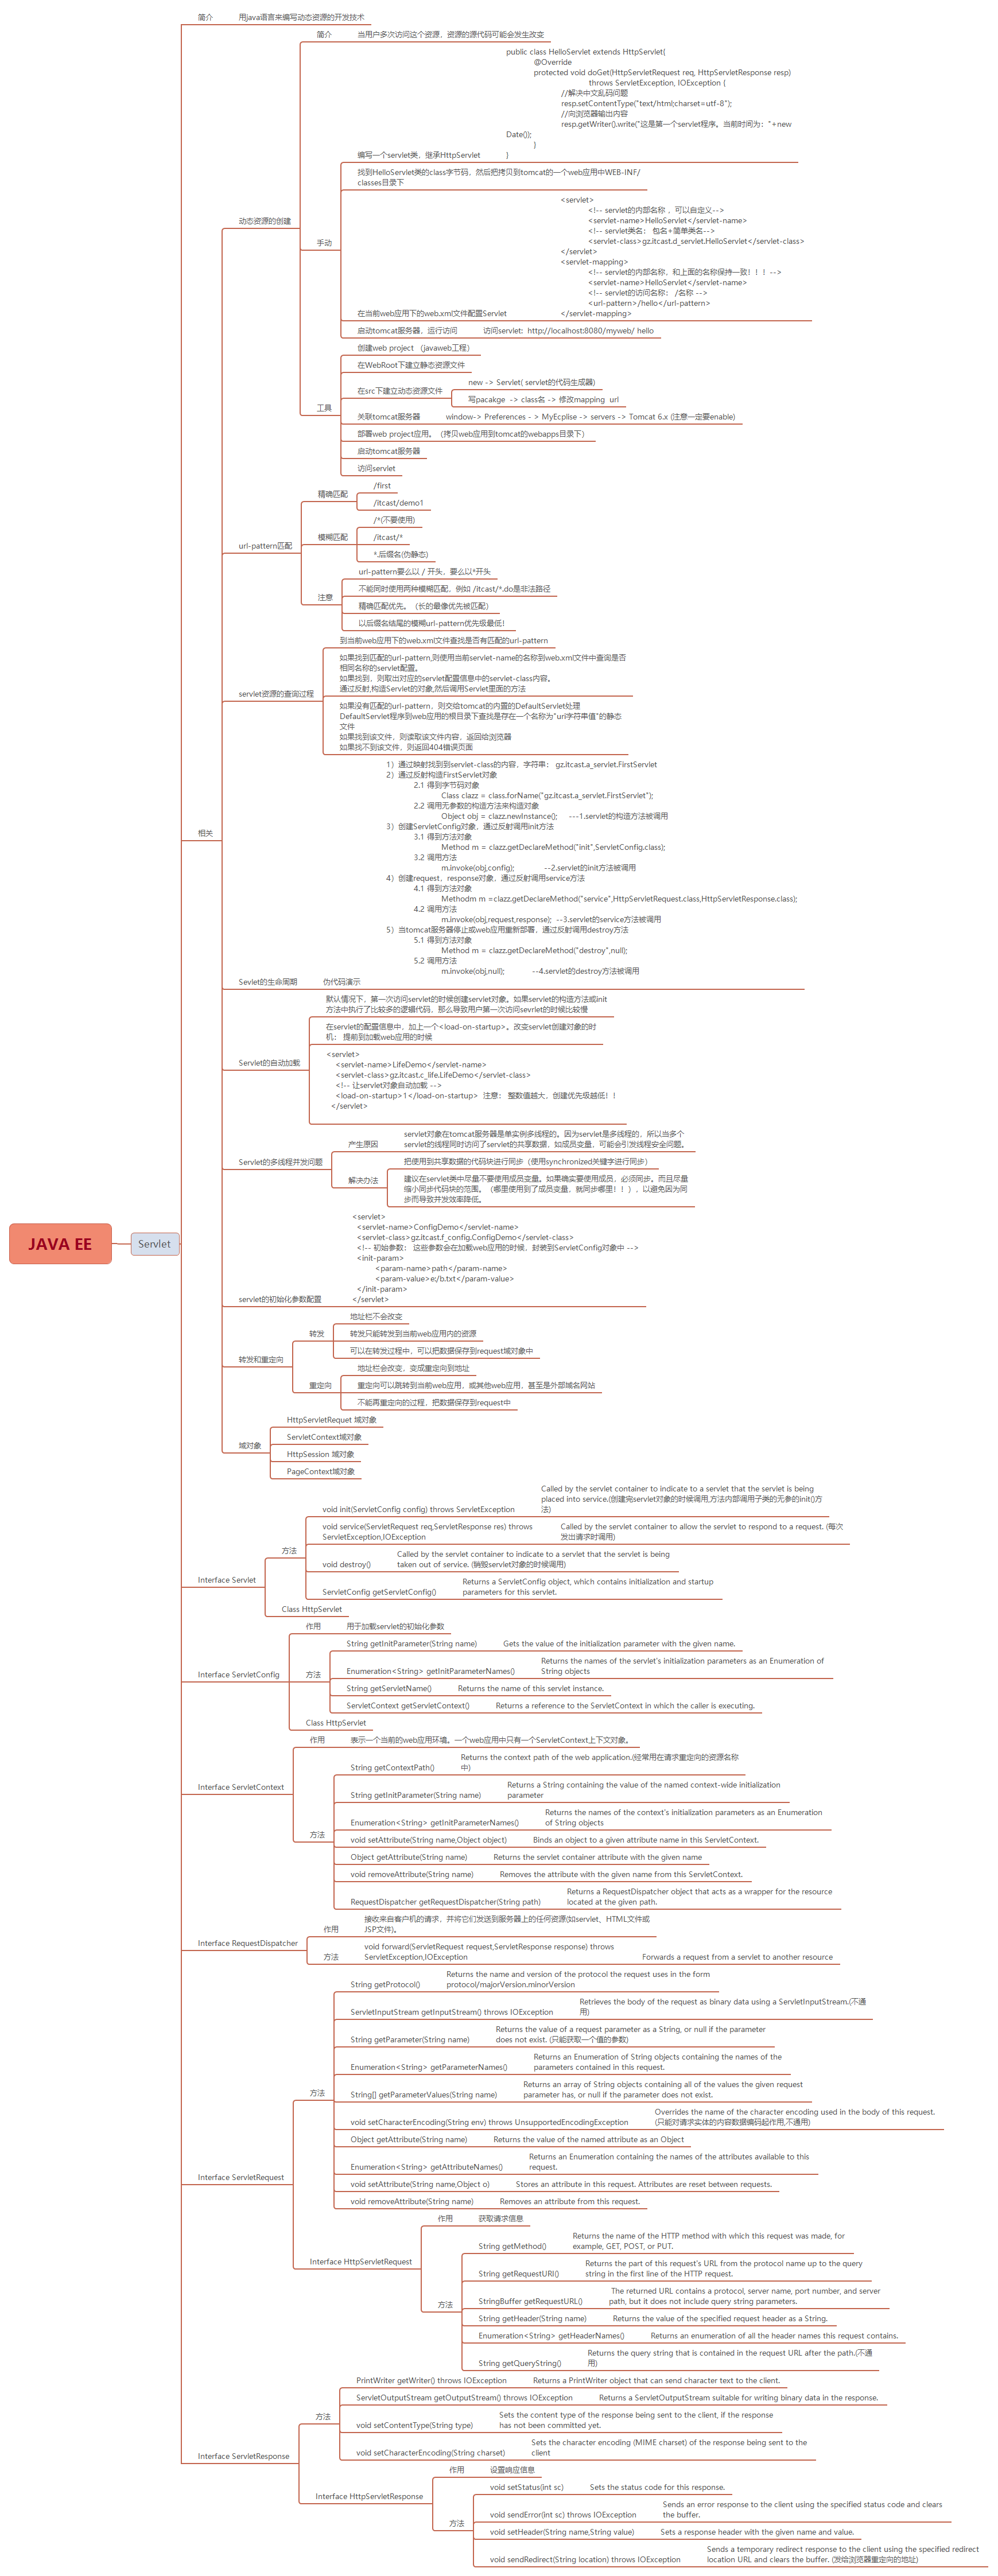 JAVA EE
Servlet
简介
用java语言来编写动态资源的开发技术
相关
动态资源的创建
简介
当用户多次访问这个资源，资源的源代码可能会发生改变
手动
编写一个servlet类，继承HttpServlet
public class HelloServlet extends HttpServlet{
@Override
protected void doGet(HttpServletRequest req, HttpServletResponse resp)
throws ServletException, IOException {
//解决中文乱码问题
resp.setContentType("text/html;charset=utf-8");
//向浏览器输出内容
resp.getWriter().write("这是第一个servlet程序。当前时间为："+new
Date());
}
}
找到HelloServlet类的class字节码，然后把拷贝到tomcat的一个web应用中WEB-INF/
classes目录下
在当前web应用下的web.xml文件配置Servlet
<servlet>
<!-- servlet的内部名称 ，可以自定义-->
<servlet-name>HelloServlet</servlet-name>
<!-- servlet类名： 包名+简单类名-->
<servlet-class>gz.itcast.d_servlet.HelloServlet</servlet-class>
</servlet>
<servlet-mapping>
<!-- servlet的内部名称，和上面的名称保持一致！！！-->
<servlet-name>HelloServlet</servlet-name>
<!-- servlet的访问名称： /名称 -->
<url-pattern>/hello</url-pattern>
</servlet-mapping>
启动tomcat服务器，运行访问
访问servlet: http://localhost:8080/myweb/ hello
工具
创建web project （javaweb工程）
在WebRoot下建立静态资源文件
在src下建立动态资源文件
new -> Servlet( servlet的代码生成器)
写pacakge -> class名 -> 修改mapping url
关联tomcat服务器
window-> Preferences - > MyEcplise -> servers -> Tomcat 6.x (注意一定要enable)
部署web project应用。（拷贝web应用到tomcat的webapps目录下）
启动tomcat服务器
访问servlet
url-pattern匹配
精确匹配
/first
/itcast/demo1
模糊匹配
/*(不要使用)
/itcast/*
*.后缀名(伪静态)
注意
url-pattern要么以 / 开头，要么以*开头
不能同时使用两种模糊匹配，例如 /itcast/*.do是非法路径
精确匹配优先。（长的最像优先被匹配）
以后缀名结尾的模糊url-pattern优先级最低！
servlet资源的查询过程
到当前web应用下的web.xml文件查找是否有匹配的url-pattern
如果找到匹配的url-pattern,则使用当前servlet-name的名称到web.xml文件中查询是否
相同名称的servlet配置。
如果找到，则取出对应的servlet配置信息中的servlet-class内容。
通过反射,构造Servlet的对象,然后调用Servlet里面的方法
如果没有匹配的url-pattern，则交给tomcat的内置的DefaultServlet处理
DefaultServlet程序到web应用的根目录下查找是存在一个名称为"uri字符串值"的静态
文件
如果找到该文件，则读取该文件内容，返回给浏览器
如果找不到该文件，则返回404错误页面
Sevlet的生命周期
伪代码演示
1）通过映射找到到servlet-class的内容，字符串： gz.itcast.a_servlet.FirstServlet
2）通过反射构造FirstServlet对象
2.1 得到字节码对象
Class clazz = class.forName("gz.itcast.a_servlet.FirstServlet");
2.2 调用无参数的构造方法来构造对象
Object obj = clazz.newInstance(); ---1.servlet的构造方法被调用
3）创建ServletConfig对象，通过反射调用init方法
3.1 得到方法对象
Method m = clazz.getDeclareMethod("init",ServletConfig.class);
3.2 调用方法
m.invoke(obj,config); --2.servlet的init方法被调用
4）创建request，response对象，通过反射调用service方法
4.1 得到方法对象
Methodm m =clazz.getDeclareMethod("service",HttpServletRequest.class,HttpServletResponse.class);
4.2 调用方法
m.invoke(obj,request,response); --3.servlet的service方法被调用
5）当tomcat服务器停止或web应用重新部署，通过反射调用destroy方法
5.1 得到方法对象
Method m = clazz.getDeclareMethod("destroy",null);
5.2 调用方法
m.invoke(obj,null); --4.servlet的destroy方法被调用
Servlet的自动加载
默认情况下，第一次访问servlet的时候创建servlet对象。如果servlet的构造方法或init
方法中执行了比较多的逻辑代码，那么导致用户第一次访问sevrlet的时候比较慢
在servlet的配置信息中，加上一个<load-on-startup>。改变servlet创建对象的时
机： 提前到加载web应用的时候
<servlet>
<servlet-name>LifeDemo</servlet-name>
<servlet-class>gz.itcast.c_life.LifeDemo</servlet-class>
<!-- 让servlet对象自动加载 -->
<load-on-startup>1</load-on-startup> 注意： 整数值越大，创建优先级越低！！
</servlet>
Servlet的多线程并发问题
产生原因
servlet对象在tomcat服务器是单实例多线程的。因为servlet是多线程的，所以当多个
servlet的线程同时访问了servlet的共享数据，如成员变量，可能会引发线程安全问题。
解决办法
把使用到共享数据的代码块进行同步（使用synchronized关键字进行同步）
建议在servlet类中尽量不要使用成员变量。如果确实要使用成员，必须同步。而且尽量
缩小同步代码块的范围。（哪里使用到了成员变量，就同步哪里！！），以避免因为同
步而导致并发效率降低。
servlet的初始化参数配置
<servlet>
<servlet-name>ConfigDemo</servlet-name>
<servlet-class>gz.itcast.f_config.ConfigDemo</servlet-class>
<!-- 初始参数： 这些参数会在加载web应用的时候，封装到ServletConfig对象中 -->
<init-param>
<param-name>path</param-name>
<param-value>e:/b.txt</param-value>
</init-param>
</servlet>
转发和重定向
转发
地址栏不会改变
转发只能转发到当前web应用内的资源
可以在转发过程中，可以把数据保存到request域对象中
重定向
地址栏会改变，变成重定向到地址
重定向可以跳转到当前web应用，或其他web应用，甚至是外部域名网站
不能再重定向的过程，把数据保存到request中
域对象
HttpServletRequet 域对象
ServletContext域对象
HttpSession 域对象
PageContext域对象
Interface Servlet
方法
void init(ServletConfig config) throws ServletException
Called by the servlet container to indicate to a servlet that the servlet is being
placed into service.(创建完servlet对象的时候调用,方法内部调用子类的无参的init()方
法)
void service(ServletRequest req,ServletResponse res) throws
ServletException,IOException
Called by the servlet container to allow the servlet to respond to a request. (每次
发出请求时调用)
void destroy()
Called by the servlet container to indicate to a servlet that the servlet is being
taken out of service. (销毁servlet对象的时候调用)
ServletConfig getServletConfig()
Returns a ServletConfig object, which contains initialization and startup
parameters for this servlet.
Class HttpServlet
Interface ServletConfig
作用
用于加载servlet的初始化参数
方法
String getInitParameter(String name)
Gets the value of the initialization parameter with the given name.
Enumeration<String> getInitParameterNames()
Returns the names of the servlet's initialization parameters as an Enumeration of
String objects
String getServletName()
Returns the name of this servlet instance.
ServletContext getServletContext()
Returns a reference to the ServletContext in which the caller is executing.
Class HttpServlet
Interface ServletContext
作用
表示一个当前的web应用环境。一个web应用中只有一个ServletContext上下文对象。
方法
String getContextPath()
Returns the context path of the web application.(经常用在请求重定向的资源名称
中)
String getInitParameter(String name)
Returns a String containing the value of the named context-wide initialization
parameter
Enumeration<String> getInitParameterNames()
Returns the names of the context's initialization parameters as an Enumeration
of String objects
void setAttribute(String name,Object object)
Binds an object to a given attribute name in this ServletContext.
Object getAttribute(String name)
Returns the servlet container attribute with the given name
void removeAttribute(String name)
Removes the attribute with the given name from this ServletContext.
RequestDispatcher getRequestDispatcher(String path)
Returns a RequestDispatcher object that acts as a wrapper for the resource
located at the given path.
Interface RequestDispatcher
作用
接收来自客户机的请求，并将它们发送到服务器上的任何资源(如servlet、HTML文件或
JSP文件)。
方法
void forward(ServletRequest request,ServletResponse response) throws
ServletException,IOException
Forwards a request from a servlet to another resource
Interface ServletRequest
方法
String getProtocol()
Returns the name and version of the protocol the request uses in the form
protocol/majorVersion.minorVersion
ServletInputStream getInputStream() throws IOException
Retrieves the body of the request as binary data using a ServletInputStream.(不通
用)
String getParameter(String name)
Returns the value of a request parameter as a String, or null if the parameter
does not exist. (只能获取一个值的参数)
Enumeration<String> getParameterNames()
Returns an Enumeration of String objects containing the names of the
parameters contained in this request.
String[] getParameterValues(String name)
Returns an array of String objects containing all of the values the given request
parameter has, or null if the parameter does not exist.
void setCharacterEncoding(String env) throws UnsupportedEncodingException
Overrides the name of the character encoding used in the body of this request.
(只能对请求实体的内容数据编码起作用,不通用)
Object getAttribute(String name)
Returns the value of the named attribute as an Object
Enumeration<String> getAttributeNames()
Returns an Enumeration containing the names of the attributes available to this
request.
void setAttribute(String name,Object o)
Stores an attribute in this request. Attributes are reset between requests.
void removeAttribute(String name)
Removes an attribute from this request.
Interface HttpServletRequest
作用
获取请求信息
方法
String getMethod()
Returns the name of the HTTP method with which this request was made, for
example, GET, POST, or PUT.
String getRequestURI()
Returns the part of this request's URL from the protocol name up to the query
string in the first line of the HTTP request.
StringBuffer getRequestURL()
The returned URL contains a protocol, server name, port number, and server
path, but it does not include query string parameters.
String getHeader(String name)
Returns the value of the specified request header as a String.
Enumeration<String> getHeaderNames()
Returns an enumeration of all the header names this request contains.
String getQueryString()
Returns the query string that is contained in the request URL after the path.(不通
用)
Interface ServletResponse
方法
PrintWriter getWriter() throws IOException
Returns a PrintWriter object that can send character text to the client.
ServletOutputStream getOutputStream() throws IOException
Returns a ServletOutputStream suitable for writing binary data in the response.
void setContentType(String type)
Sets the content type of the response being sent to the client, if the response
has not been committed yet.
void setCharacterEncoding(String charset)
Sets the character encoding (MIME charset) of the response being sent to the
client
Interface HttpServletResponse
作用
设置响应信息
方法
void setStatus(int sc)
Sets the status code for this response.
void sendError(int sc) throws IOException
Sends an error response to the client using the specified status code and clears
the buffer.
void setHeader(String name,String value)
Sets a response header with the given name and value.
void sendRedirect(String location) throws IOException
Sends a temporary redirect response to the client using the specified redirect
location URL and clears the buffer. (发给浏览器重定向的地址)